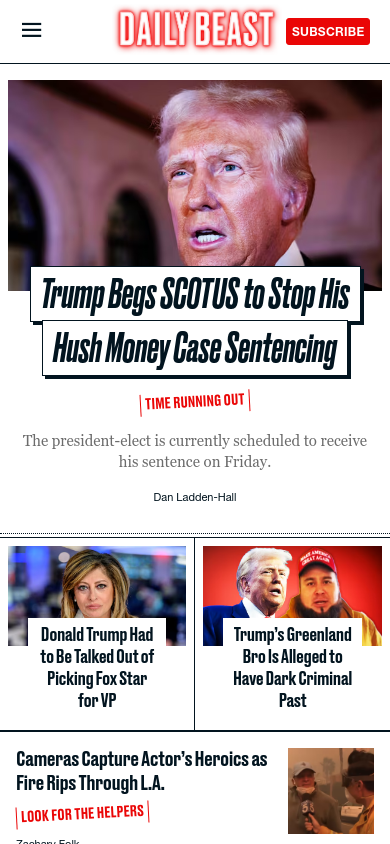 DAILY BEAST
SUBSCRIBE
Trump Begs SCOTUS to Stop His
Hush Money Case Sentencing
TIME RUNNING OUT
The president-elect is currently scheduled to receive
his sentence on Friday.
Dan Ladden-Hall
Donald Trump Had
to Be Talked Out of
Picking Fox Star
for VP
Trump’s Greenland
Bro Is Alleged to
Have Dark Criminal
Past
Cameras Capture Actor’s Heroics as
Fire Rips Through L.A.
LOOK FOR THE HELPERS